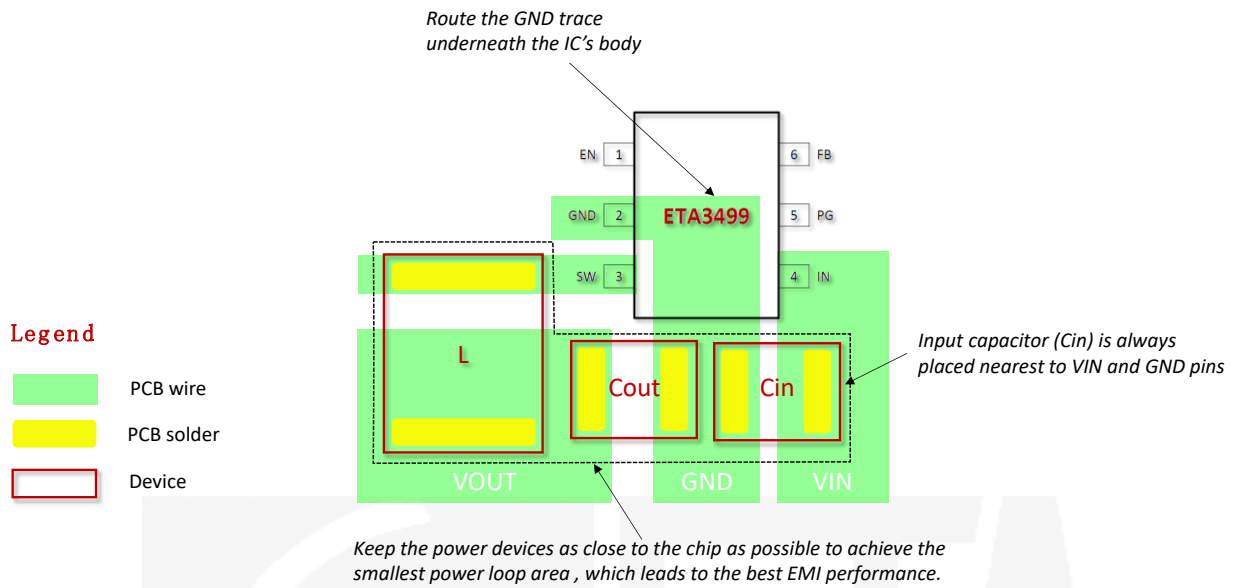 Route the GND trace
underneath the IC's body
EN 1
6 FB
GND 2
ETA3499
5 PG
SW 3
4 IN
Legend
PCB wire
PCB solder
Device
L
Cout
Cin
Input capacitor (Cin) is always
placed nearest to VIN and GND pins
VOUT
GND
VIN
Keep the power devices as close to the chip as possible to achieve the
smallest power loop area , which leads to the best EMI performance.